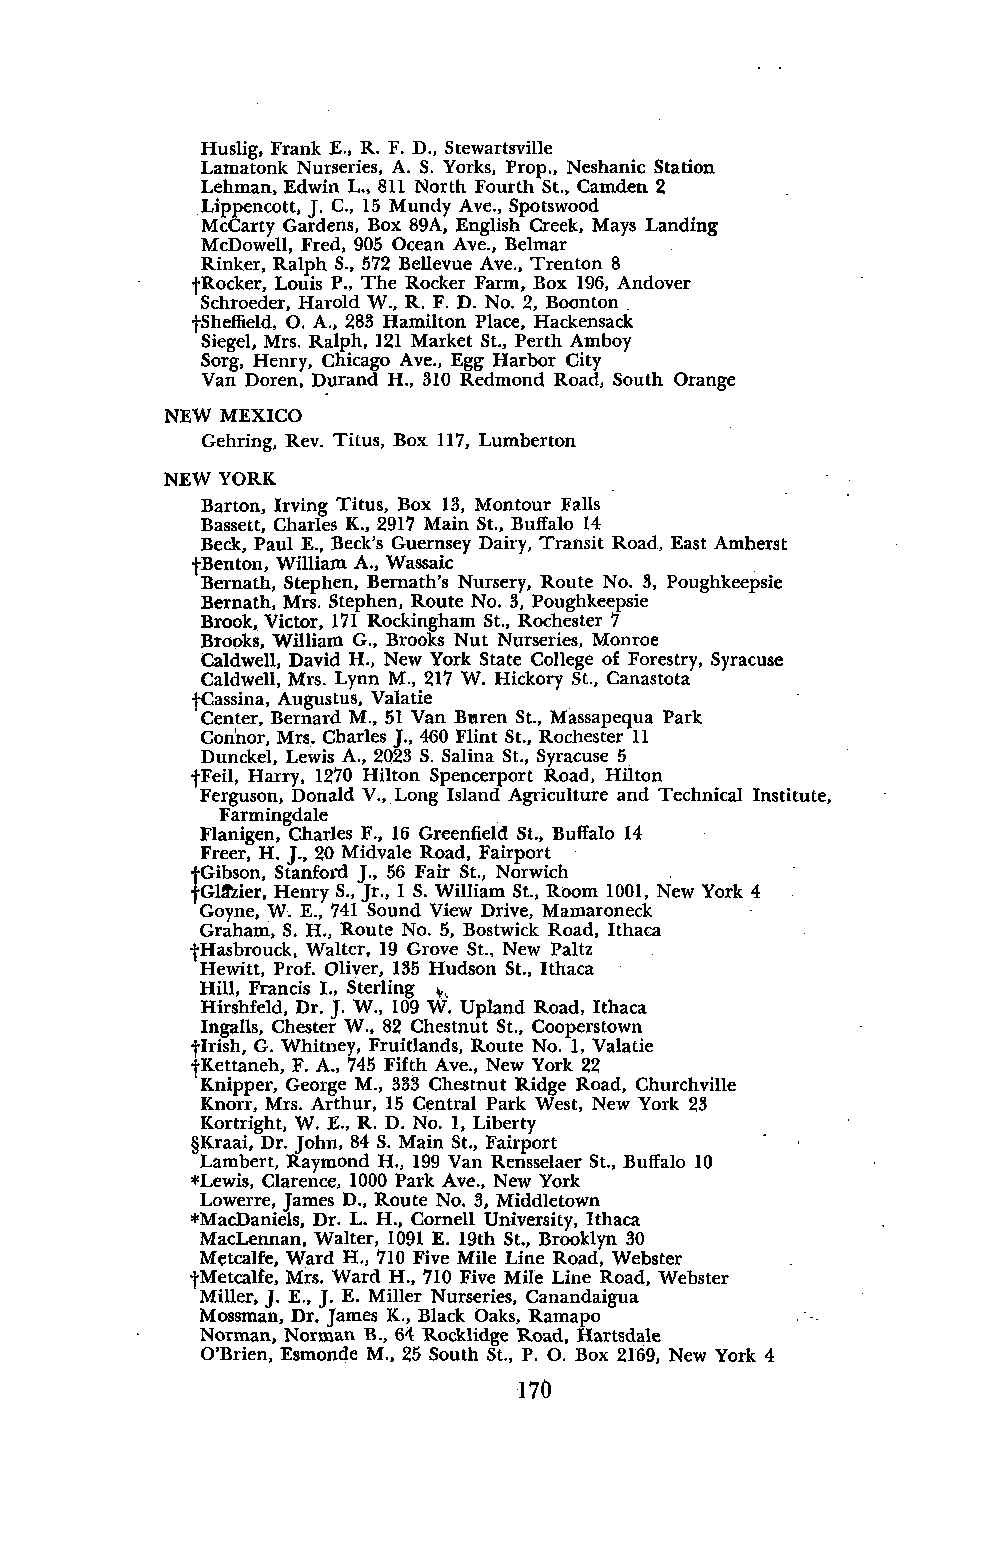 Huslig, Frank E., R. F. D., Stewartsville
Lamatonk Nurseries, A. S. Yorks, Prop., Neshanic Station
Lehman, Edwin L., 811 North Fourth St., Camden 2
Lippencott, J. C., 15 Mundy Ave., Spotswood
McCarty Gardens, Box 89A, English Creek, Mays Landing
McDowell, Fred, 905 Ocean Ave., Belmar
Rinker, Ralph S., 572 Bellevue Ave., Trenton 8
†Rocker, Louis P., The Rocker Farm, Box 196, Andover
Schroeder, Harold W., R. F. D. No. 2, Boonton
†Sheffield, O. A., 283 Hamilton Place, Hackensack
Siegel, Mrs. Ralph, 121 Market St., Perth Amboy
Sorg, Henry, Chicago Ave., Egg Harbor City
Van Doren, Durand H., 310 Redmond Road, South Orange
NEW MEXICO
Gehring, Rev. Titus, Box 117, Lumberton
NEW YORK
Barton, Irving Titus, Box 13, Montour Falls
Bassett, Charles K., 2917 Main St., Buffalo 14
Beck, Paul E., Beck's Guernsey Dairy, Transit Road, East Amherst
†Benton, William A., Wassaic
Bernath, Stephen, Bernath's Nursery, Route No. 3, Poughkeepsie
Bernath, Mrs. Stephen, Route No. 3, Poughkeepsie
Brook, Victor, 171 Rockingham St., Rochester 7
Brooks, William G., Brooks Nut Nurseries, Monroe
Caldwell, David H., New York State College of Forestry, Syracuse
Caldwell, Mrs. Lynn M., 217 W. Hickory St., Canastota
†Cassina, Augustus, Valatie
Center, Bernard M., 51 Van Buren St., Massapequa Park
Connor, Mrs. Charles J., 460 Flint St., Rochester 11
Dunckel, Lewis A., 2023 S. Salina St., Syracuse 5
†Feil, Harry, 1270 Hilton Spencerport Road, Hilton
Ferguson, Donald V., Long Island Agriculture and Technical Institute,
Farmingdale
Flanigen, Charles F., 16 Greenfield St., Buffalo 14
Freer, H. J., 20 Midvale Road, Fairport
†Gibson, Stanford J., 56 Fair St., Norwich
†Glazier, Henry S., Jr., 1 S. William St., Room 1001, New York 4
Goyne, W. E., 741 Sound View Drive, Mamaroneck
Graham, S. H., Route No. 5, Bostwick Road, Ithaca
†Hasbrouck, Walter, 19 Grove St., New Paltz
Hewitt, Prof. Oliver, 135 Hudson St., Ithaca
Hill, Francis I., Sterling
Hirshfeld, Dr. J. W., 109 W. Upland Road, Ithaca
Ingalls, Chester W., 82 Chestnut St., Cooperstown
†Irish, G. Whitney, Fruitlands, Route No. 1, Valatie
†Kettaneh, F. A., 745 Fifth Ave., New York 22
Knipper, George M., 333 Chestnut Ridge Road, Churchville
Knorr, Mrs. Arthur, 15 Central Park West, New York 23
Kortright, W. E., R. D. No. 1, Liberty
§Kraai, Dr. John, 84 S. Main St., Fairport
Lambert, Raymond H., 199 Van Rensselaer St., Buffalo 10
*Lewis, Clarence, 1000 Park Ave., New York
Lowerre, James D., Route No. 3, Middletown
*MacDaniels, Dr. L. H., Cornell University, Ithaca
MacLennan, Walter, 1091 E. 19th St., Brooklyn 30
Metcalfe, Ward H., 710 Five Mile Line Road, Webster
†Metcalfe, Mrs. Ward H., 710 Five Mile Line Road, Webster
Miller, J. E., J. E. Miller Nurseries, Canandaigua
Mossman, Dr. James K., Black Oaks, Ramapo
Norman, Norman B., 64 Rocklidge Road, Hartsdale
O'Brien, Esmonde M., 25 South St., P. O. Box 2169, New York 4
170